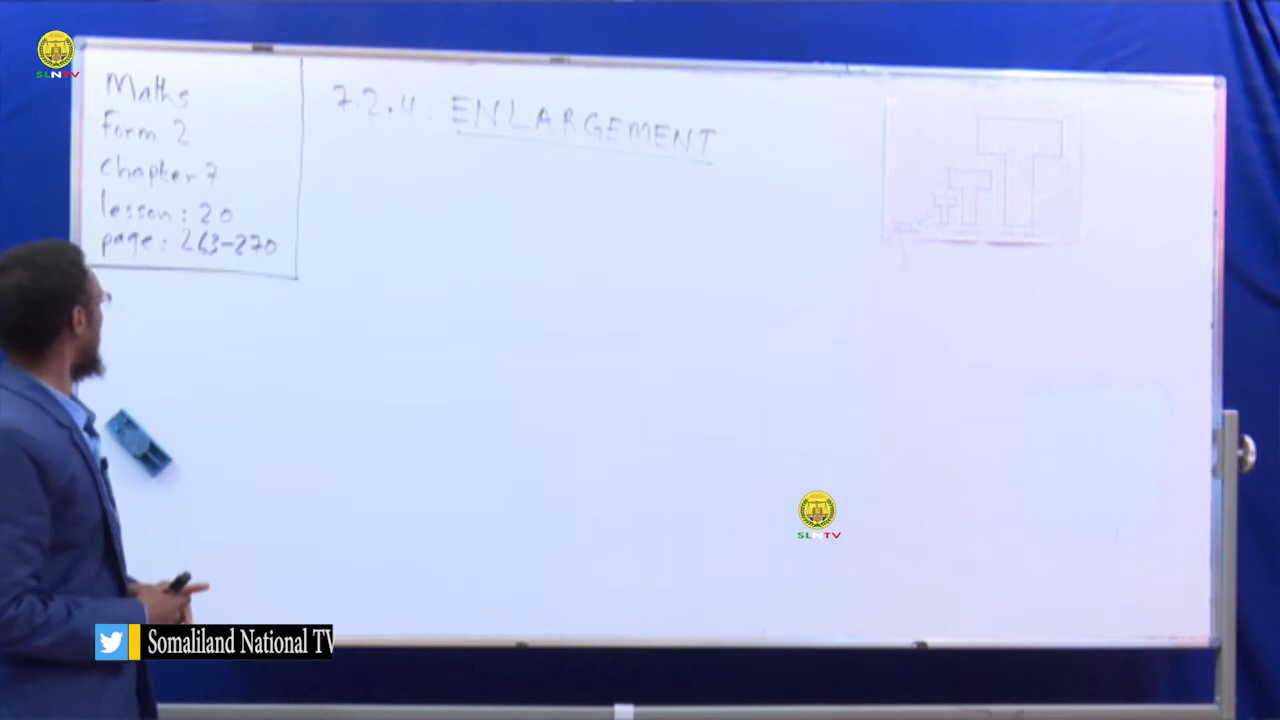 SLNTV
Maths
Form 2
Chapter 7
lesson : 20
page : 263-270
7.2.4. ENLARGEMENT
SLNTV
Somaliland National TV